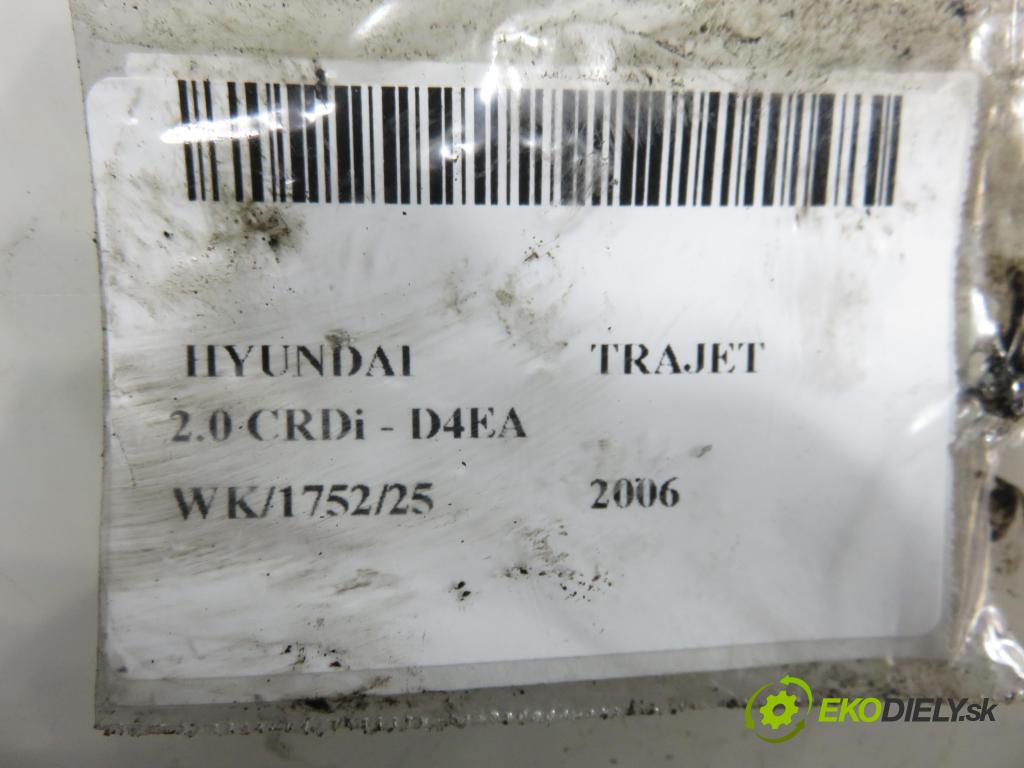 HYUNDAI TRAJET
2.0 CRDi - D4EA
WK/1752/25 2006
EKODIELY.sk